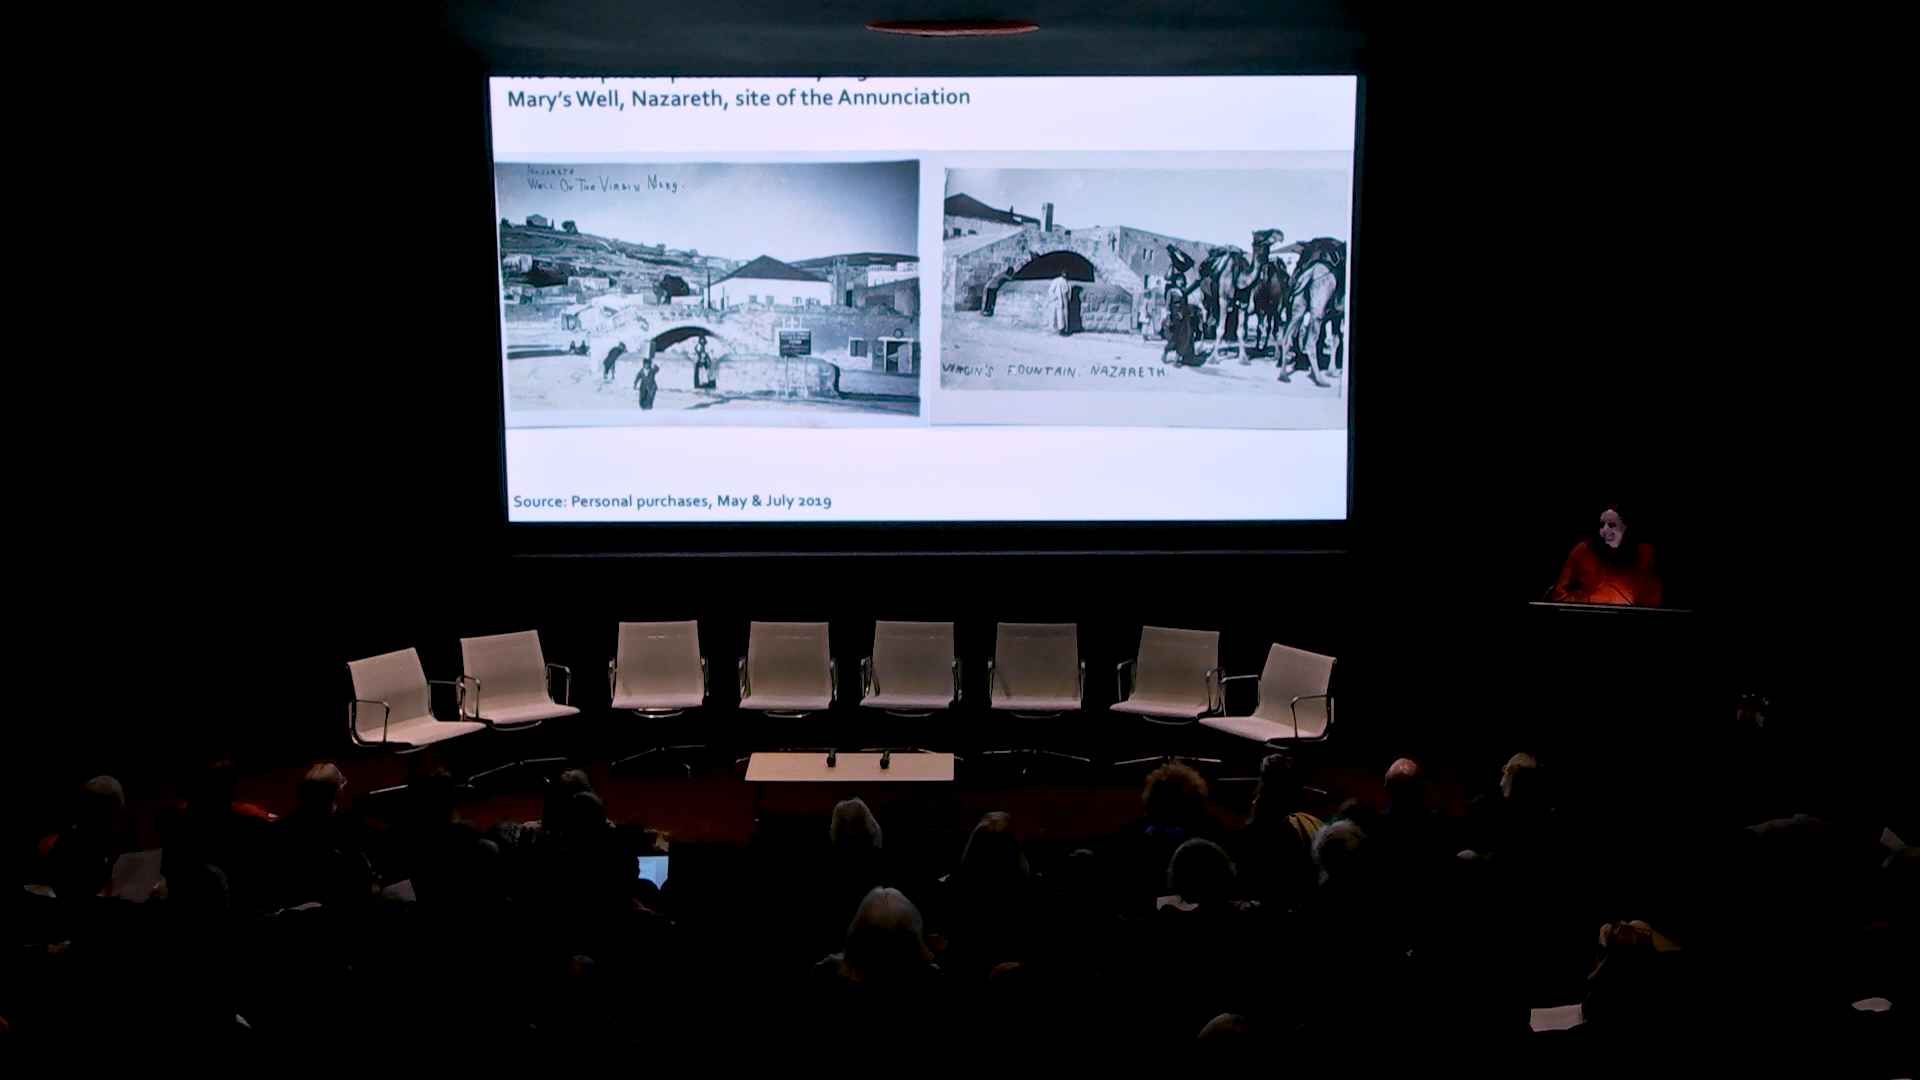 Mary's Well, Nazareth, site of the Annunciation
NAZARETH
WELL OF THE VIRGIN MARY.
VIRGIN'S FOUNTAIN. NAZARETH.
Source: Personal purchases, May & July 2019